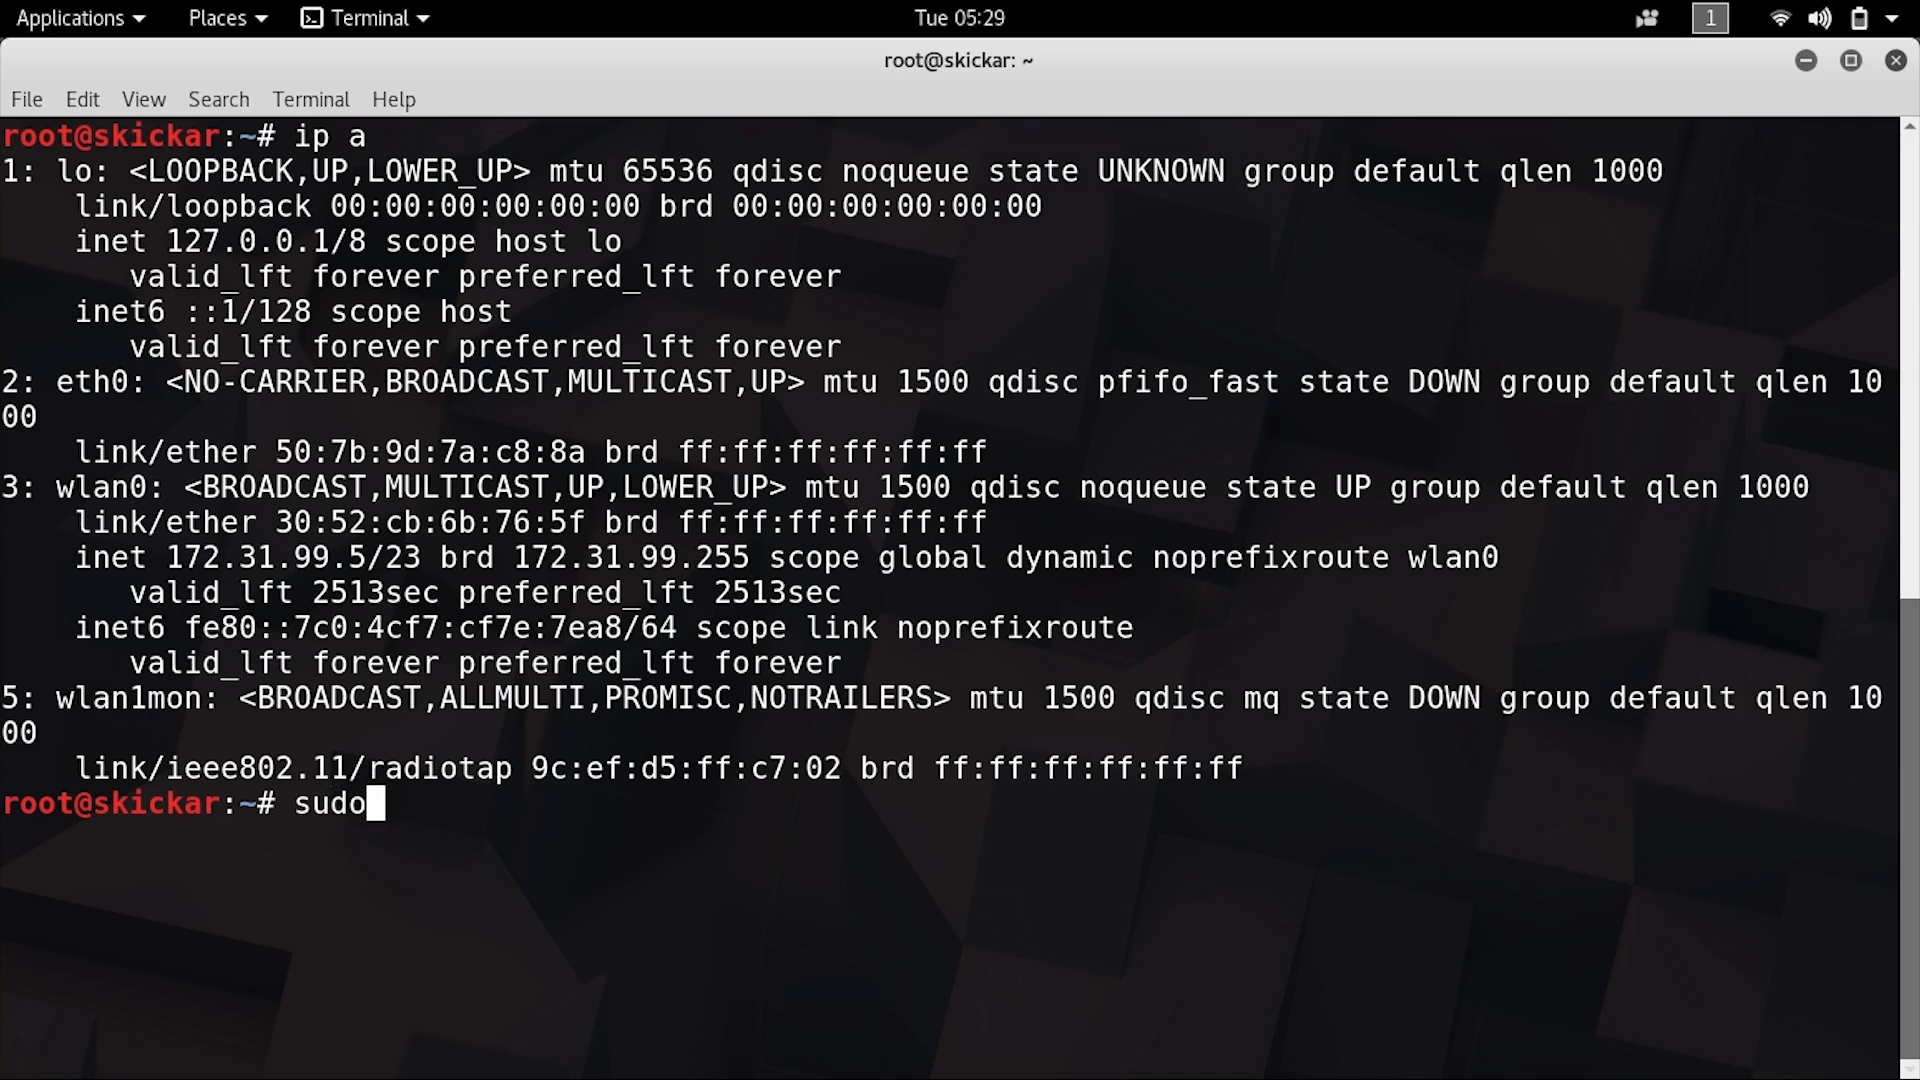 Applications Places Terminal Tue 05:29 1
root@skickar: ~
File Edit View Search Terminal Help
root@skickar:~# ip a
1: lo: <LOOPBACK,UP,LOWER_UP> mtu 65536 qdisc noqueue state UNKNOWN group default qlen 1000
    link/loopback 00:00:00:00:00:00 brd 00:00:00:00:00:00
    inet 127.0.0.1/8 scope host lo
       valid_lft forever preferred_lft forever
    inet6 ::1/128 scope host
       valid_lft forever preferred_lft forever
2: eth0: <NO-CARRIER,BROADCAST,MULTICAST,UP> mtu 1500 qdisc pfifo_fast state DOWN group default qlen 10
00
    link/ether 50:7b:9d:7a:c8:8a brd ff:ff:ff:ff:ff:ff
3: wlan0: <BROADCAST,MULTICAST,UP,LOWER_UP> mtu 1500 qdisc noqueue state UP group default qlen 1000
    link/ether 30:52:cb:6b:76:5f brd ff:ff:ff:ff:ff:ff
    inet 172.31.99.5/23 brd 172.31.99.255 scope global dynamic noprefixroute wlan0
       valid_lft 2513sec preferred_lft 2513sec
    inet6 fe80::7c0:4cf7:cf7e:7ea8/64 scope link noprefixroute
       valid_lft forever preferred_lft forever
5: wlan1mon: <BROADCAST,ALLMULTI,PROMISC,NOTRAILERS> mtu 1500 qdisc mq state DOWN group default qlen 10
00
    link/ieee802.11/radiotap 9c:ef:d5:ff:c7:02 brd ff:ff:ff:ff:ff:ff
root@skickar:~# sudo